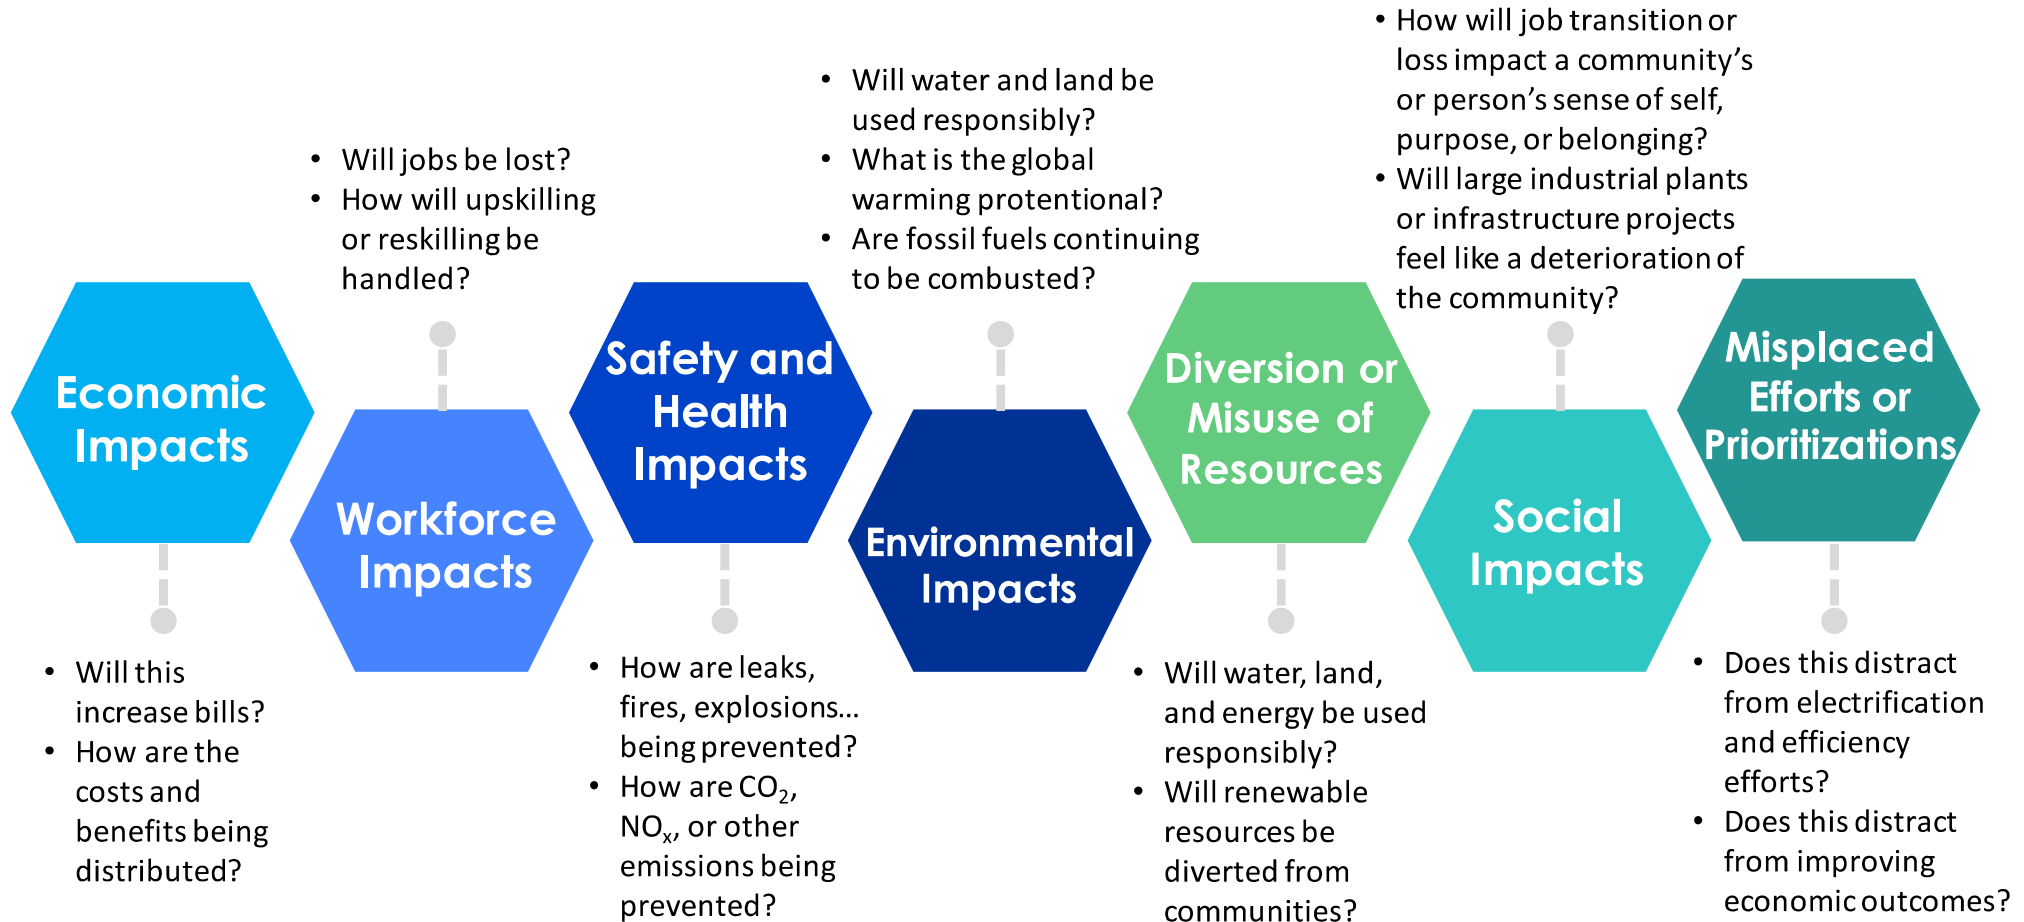 Economic
Impacts
• Will this
increase bills?
• How are the
costs and
benefits being
distributed?
• Will jobs be lost?
• How will upskilling
or reskilling be
handled?
Workforce
Impacts
Safety and
Health
Impacts
• How are leaks,
fires, explosions...
being prevented?
• How are CO₂,
NOₓ, or other
emissions being
prevented?
• Will water and land be
used responsibly?
• What is the global
warming protentional?
• Are fossil fuels continuing
to be combusted?
Environmental
Impacts
Diversion or
Misuse of
Resources
• Will water, land,
and energy be used
responsibly?
• Will renewable
resources be
diverted from
communities?
• How will job transition or
loss impact a community’s
or person’s sense of self,
purpose, or belonging?
• Will large industrial plants
or infrastructure projects
feel like a deterioration of
the community?
Social
Impacts
Misplaced
Efforts or
Prioritizations
• Does this distract
from electrification
and efficiency
efforts?
• Does this distract
from improving
economic outcomes?